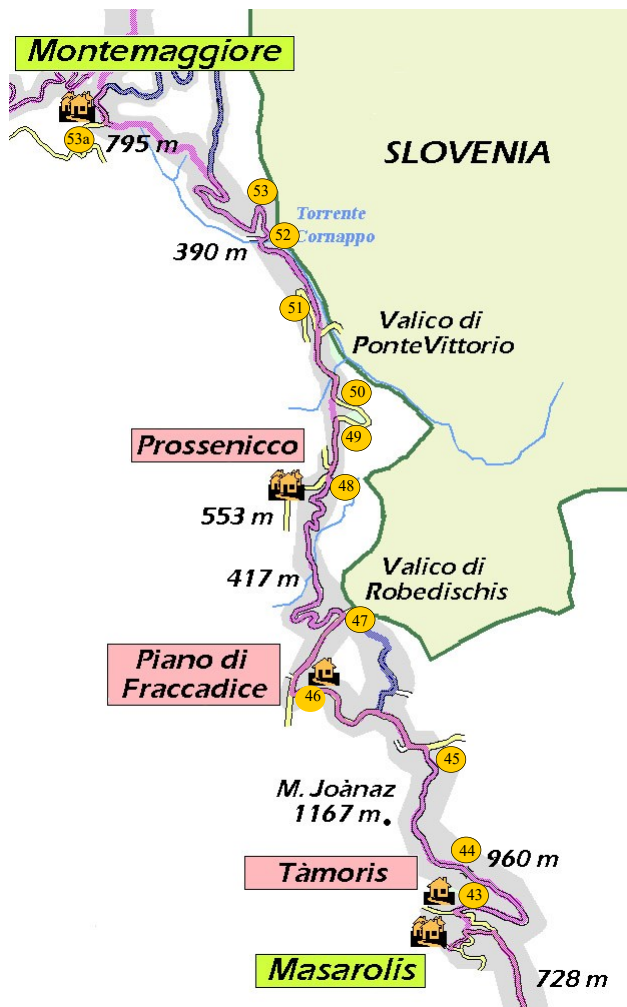 Montemaggiore
53a
795 m
SLOVENIA
53
Torrente
Cornappo
52
390 m
51
Valico di
PonteVittorio
50
49
Prossenicco
48
553 m
417 m
Valico di
Robedischis
47
Piano di
Fraccadice
46
45
M. Joànaz
1167 m
44
960 m
Tàmoris
43
Masarolis
728 m